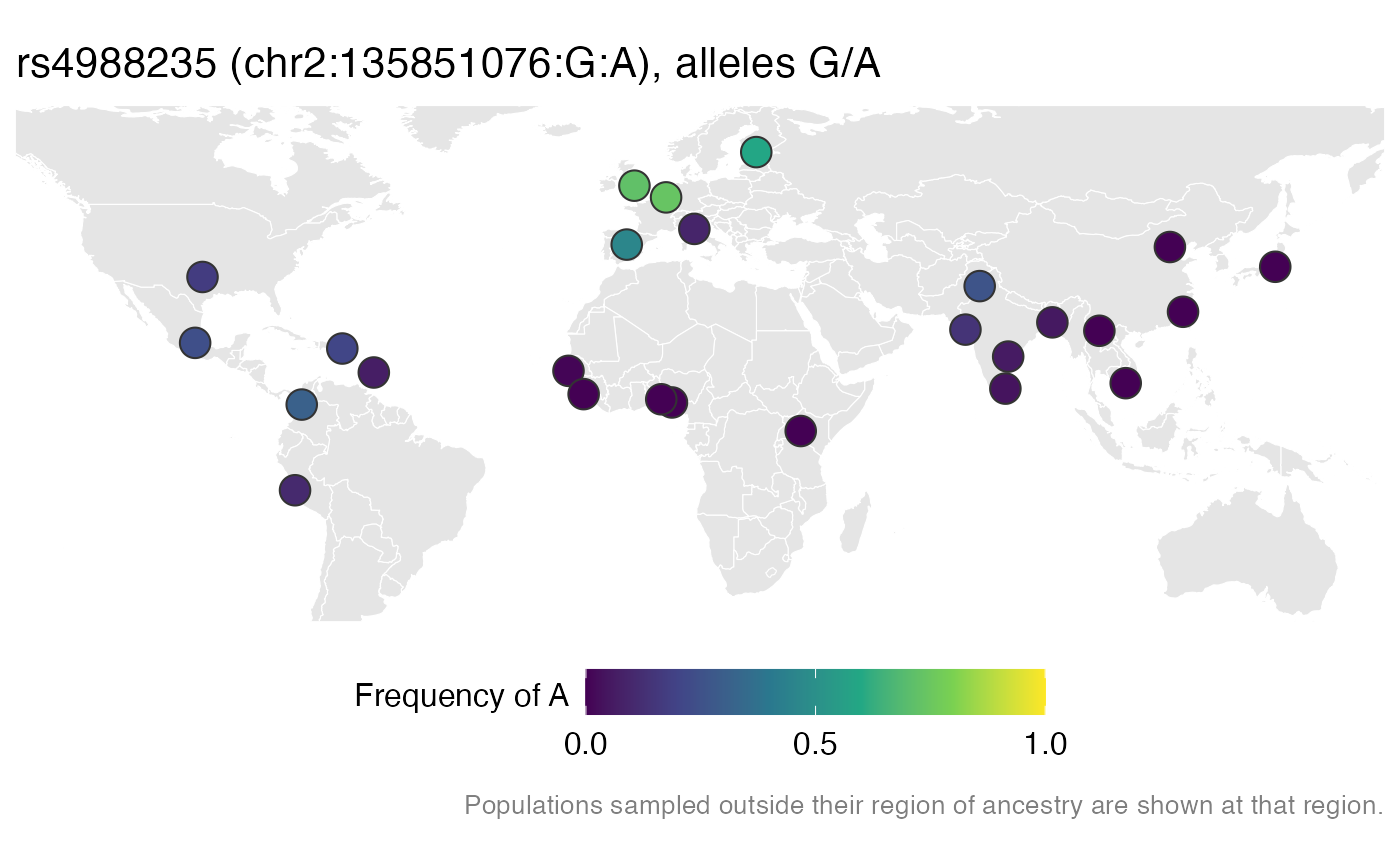 rs4988235 (chr2:135851076:G:A), alleles G/A
Frequency of A
0.0 0.5 1.0
Populations sampled outside their region of ancestry are shown at that region.